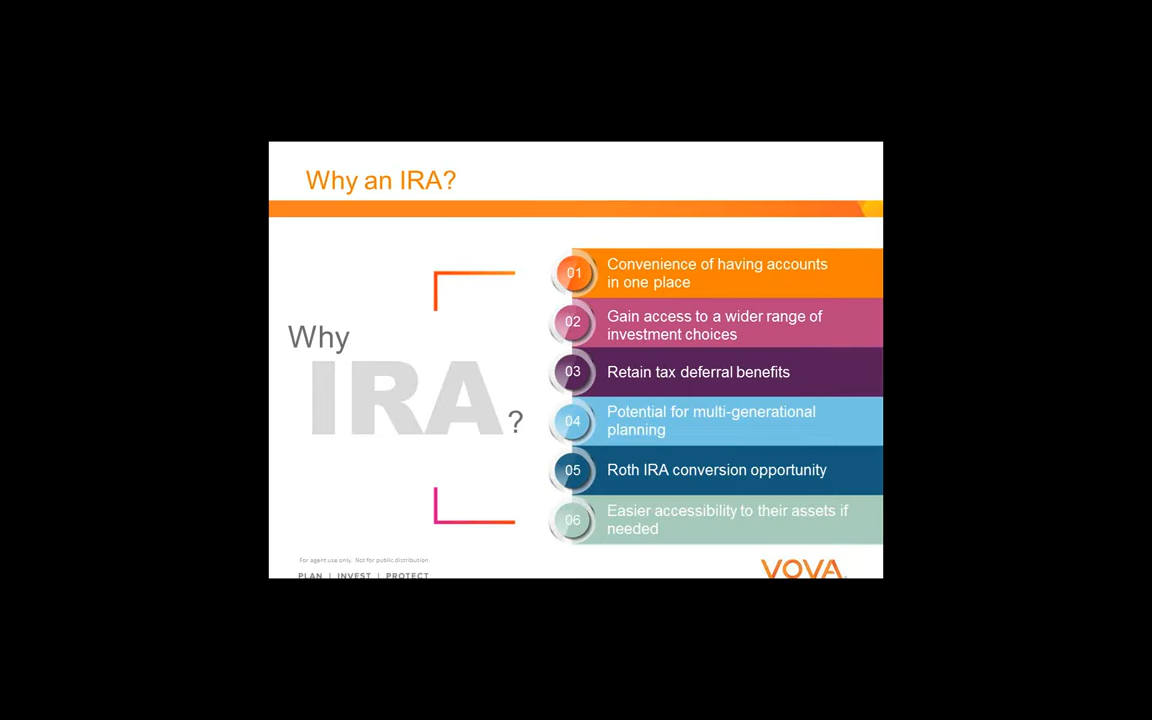 Why an IRA?
Why
IRA
?
01
Convenience of having accounts
in one place
02
Gain access to a wider range of
investment choices
03
Retain tax deferral benefits
04
Potential for multi-generational
planning
05
Roth IRA conversion opportunity
06
Easier accessibility to their assets if
needed
For agent use only. Not for public distribution.
PLAN | INVEST | PROTECT
VOYA